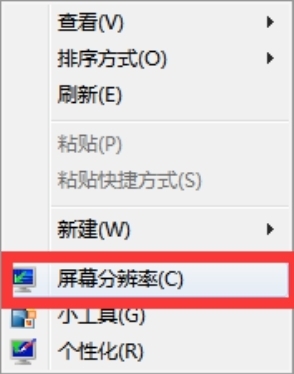 查看(V)
排序方式(O)
刷新(E)
粘贴(P)
粘贴快捷方式(S)
新建(W)
屏幕分辨率(C)
小工具(G)
个性化(R)